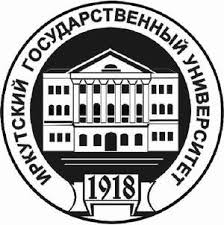 ИРКУТСКИЙ ГОСУДАРСТВЕННЫЙ УНИВЕРСИТЕТ
1918